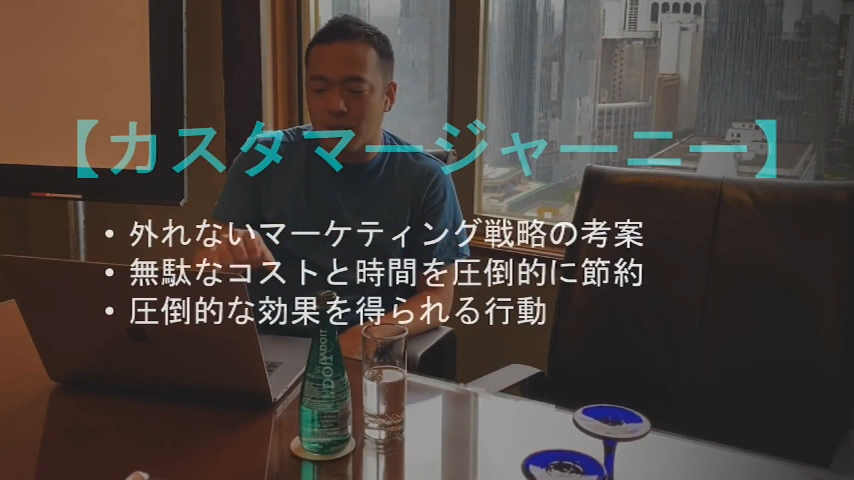 【カスタマージャーニー】
• 外れないマーケティング戦略の考案
• 無駄なコストと時間を圧倒的に節約
• 圧倒的な効果を得られる行動
BADOIT